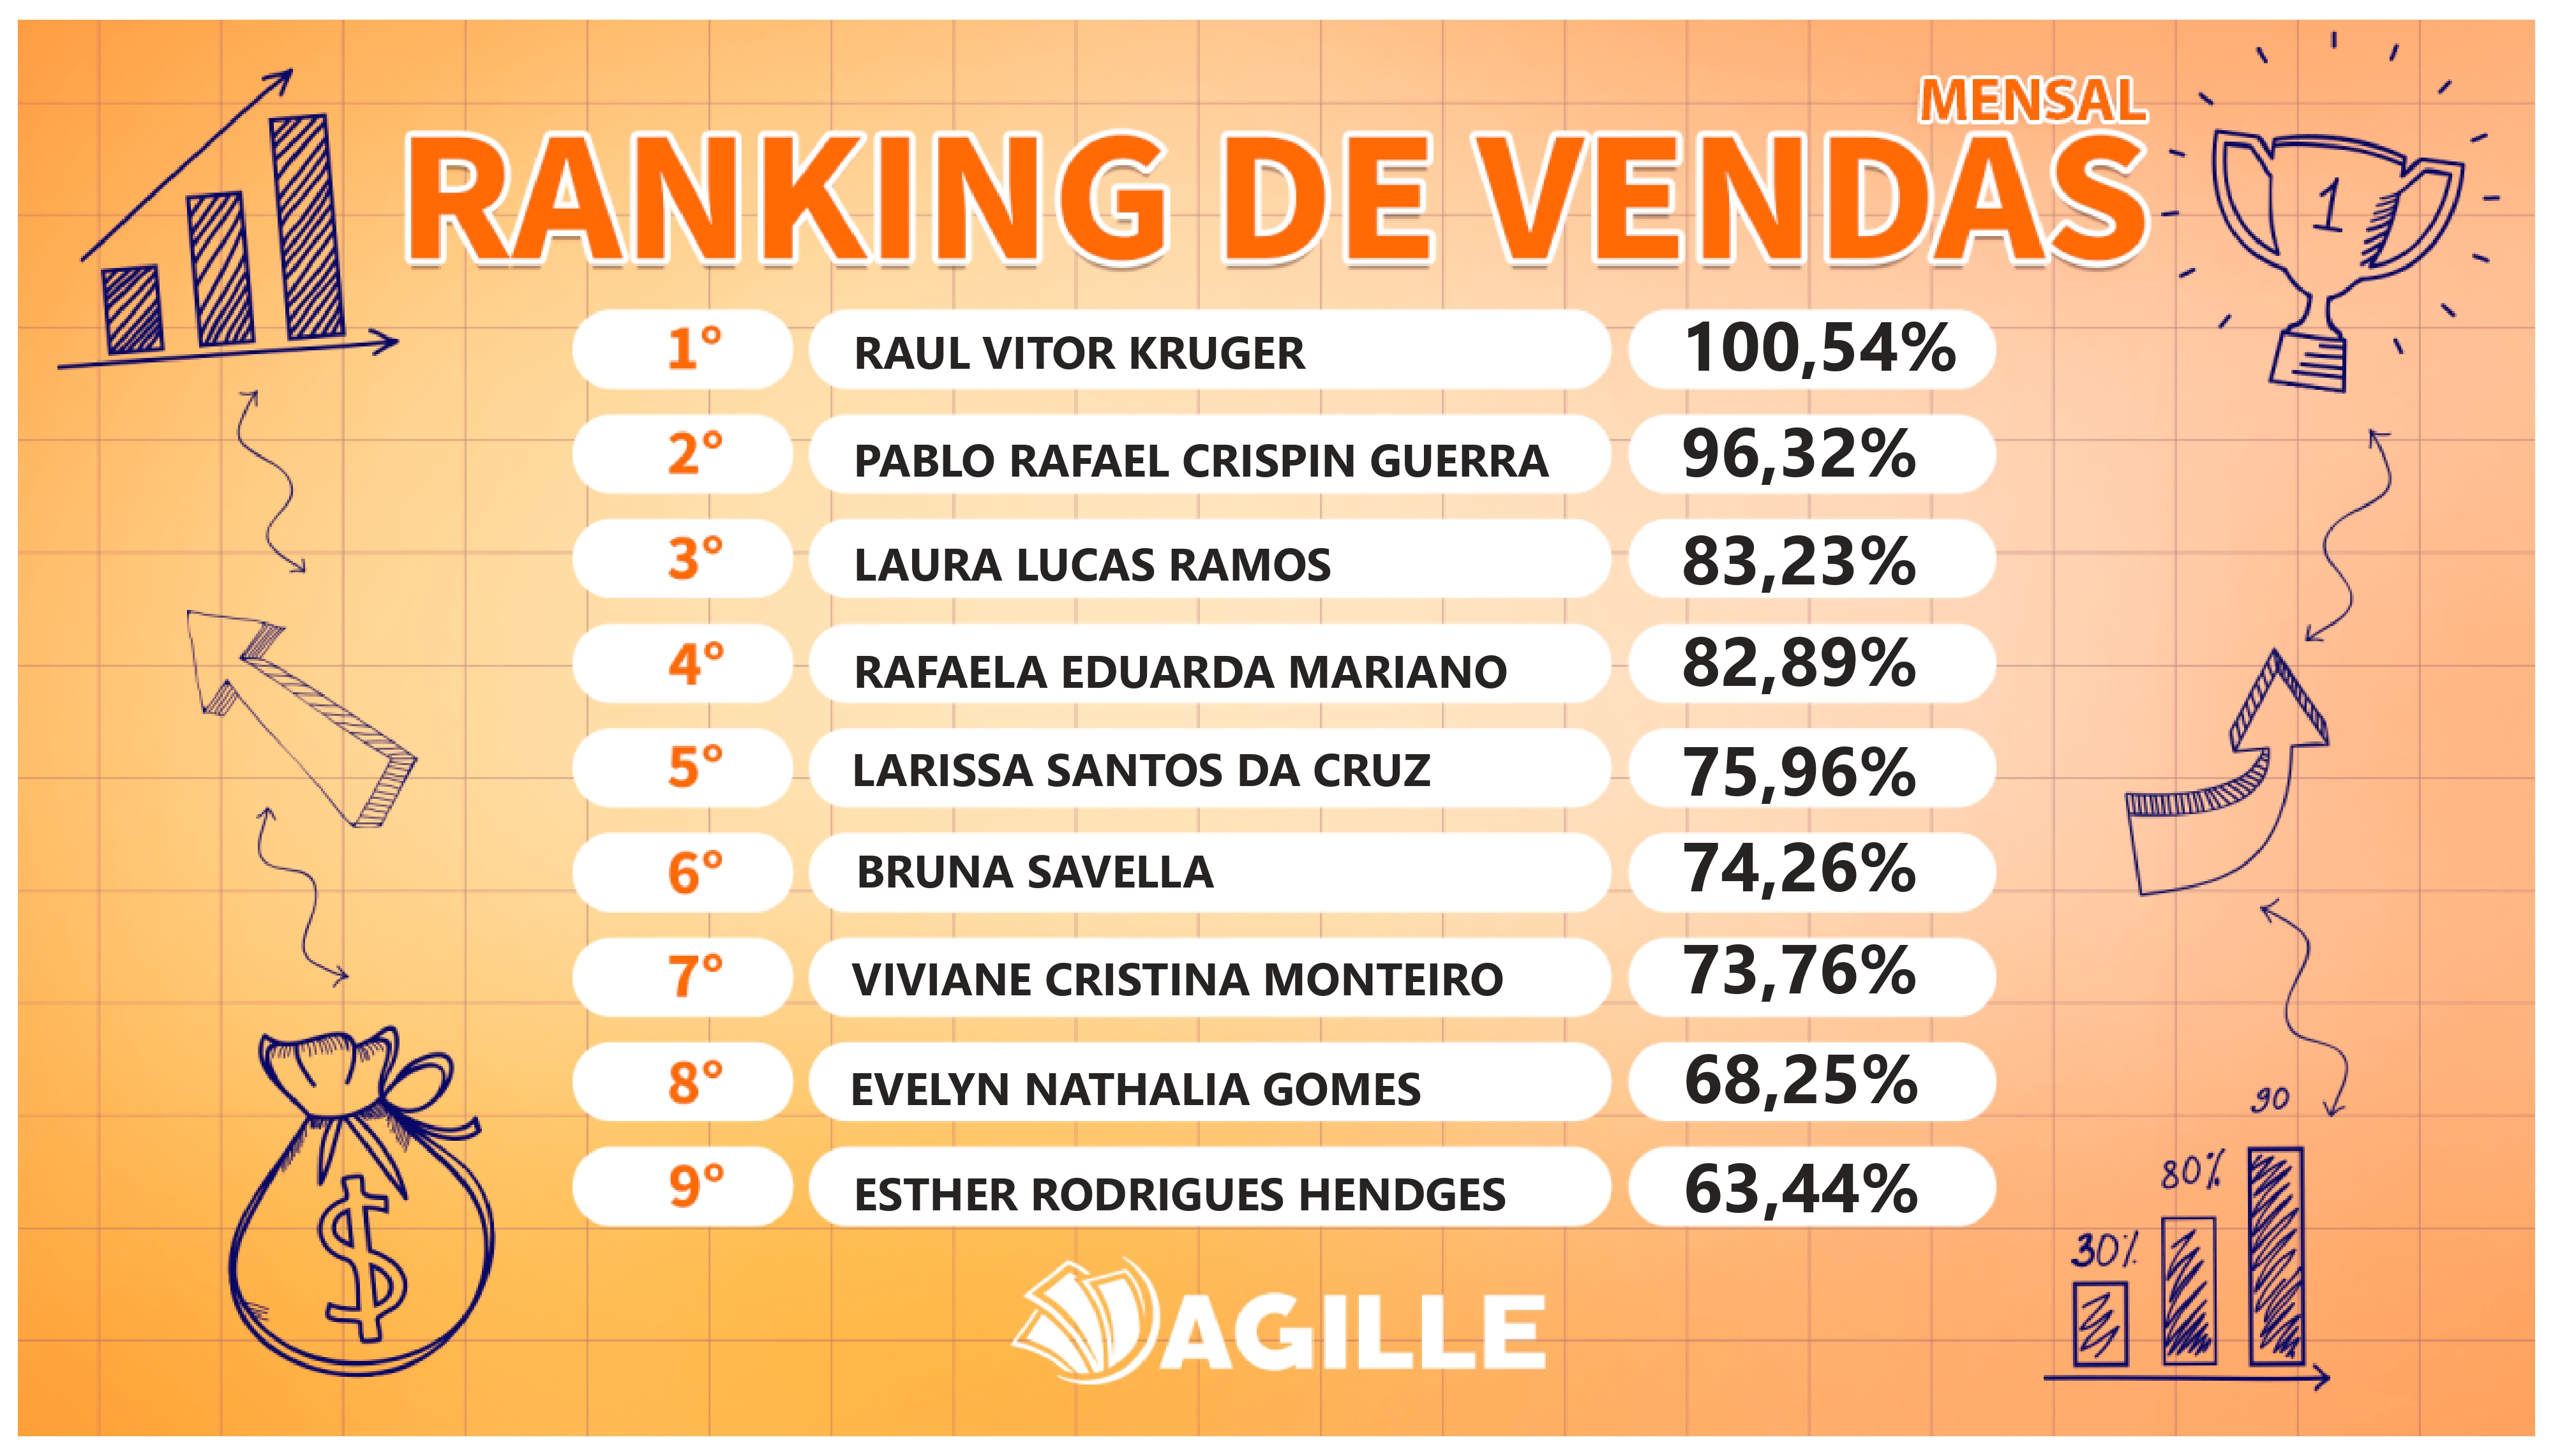 MENSAL
RANKING DE VENDAS
1
1° RAUL VITOR KRUGER 100,54%
2° PABLO RAFAEL CRISPIN GUERRA 96,32%
3° LAURA LUCAS RAMOS 83,23%
4° RAFAELA EDUARDA MARIANO 82,89%
5° LARISSA SANTOS DA CRUZ 75,96%
6° BRUNA SAVELLA 74,26%
7° VIVIANE CRISTINA MONTEIRO 73,76%
8° EVELYN NATHALIA GOMES 68,25%
9° ESTHER RODRIGUES HENDGES 63,44%
30% 80% 90
$
AGILLE